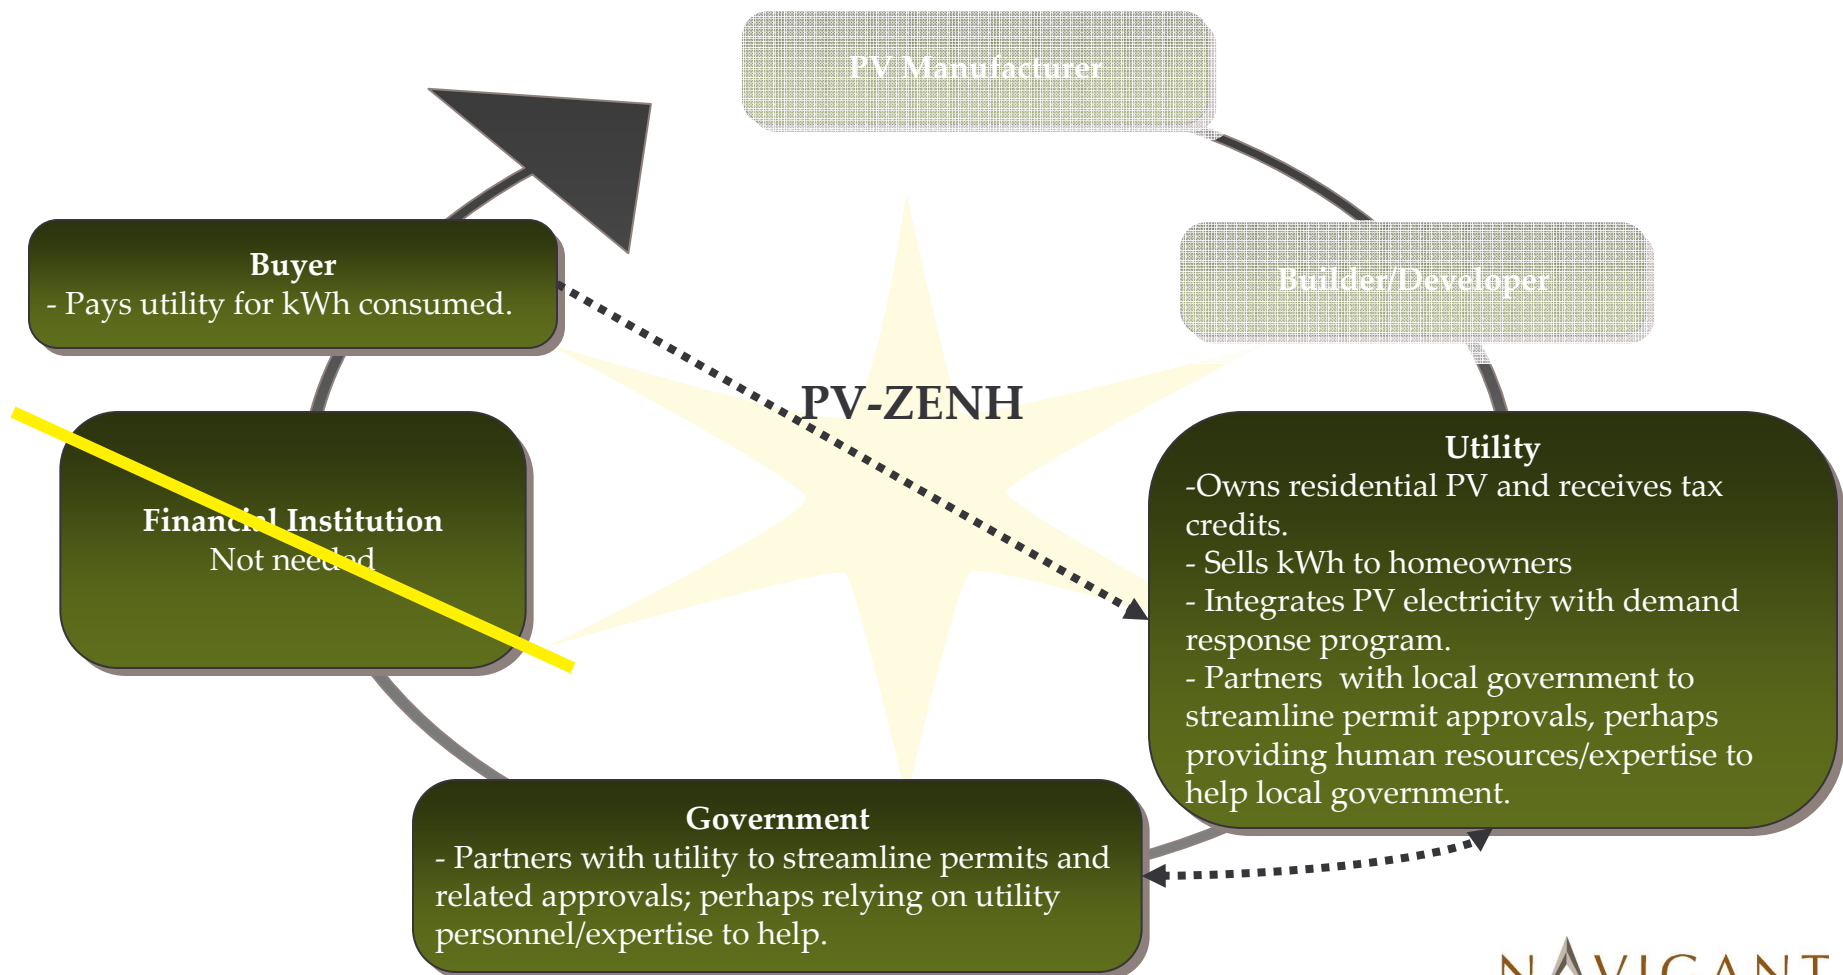 PV Manufacturer
Builder/Developer
Buyer
- Pays utility for kWh consumed.
PV-ZENH
Utility
-Owns residential PV and receives tax
credits.
- Sells kWh to homeowners
- Integrates PV electricity with demand
response program.
- Partners  with local government to
streamline permit approvals, perhaps
providing human resources/expertise to
help local government.
Financial Institution
Not needed
Government
- Partners with utility to streamline permits and
related approvals; perhaps relying on utility
personnel/expertise to help.
NAVIGANT